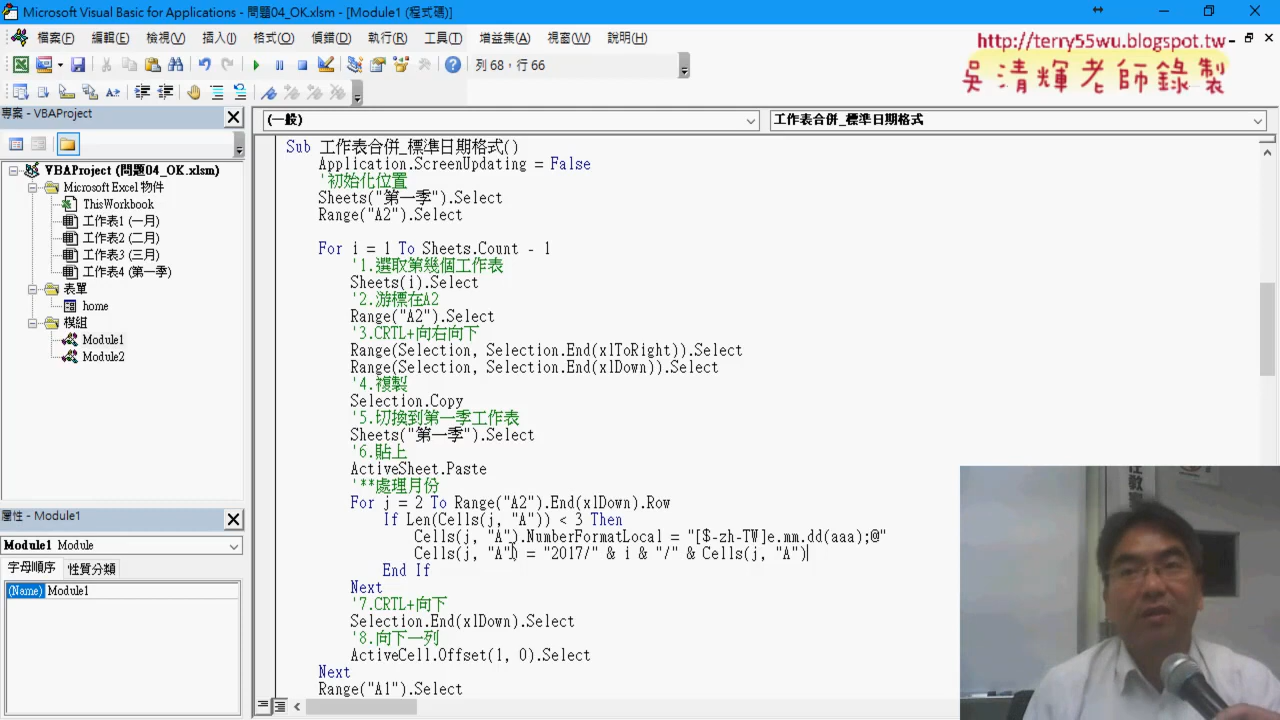 Microsoft Visual Basic for Applications - 問題04_OK.xlsm - [Module1 (程式碼)]
檔案(F) 編輯(E) 檢視(V) 插入(I) 格式(O) 偵錯(D) 執行(R) 工具(T) 增益集(A) 視窗(W) 說明(H)
http://terry55wu.blogspot.tw
吳清輝老師錄製
列 68，行 66
專案 - VBAProject
(一般)
工作表合併_標準日期格式
VBAProject (問題04_OK.xlsm)
Microsoft Excel 物件
ThisWorkbook
工作表1 (一月)
工作表2 (二月)
工作表3 (三月)
工作表4 (第一季)
表單
home
模組
Module1
Module2
屬性 - Module1
Module1 Module
字母順序 性質分類
(Name) Module1
Sub 工作表合併_標準日期格式()
Application.ScreenUpdating = False
'初始化位置
Sheets("第一季").Select
Range("A2").Select
For i = 1 To Sheets.Count - 1
'1.選取第幾個工作表
Sheets(i).Select
'2.游標在A2
Range("A2").Select
'3.CRTL+向右向下
Range(Selection, Selection.End(xlToRight)).Select
Range(Selection, Selection.End(xlDown)).Select
'4.複製
Selection.Copy
'5.切換到第一季工作表
Sheets("第一季").Select
'6.貼上
ActiveSheet.Paste
'**處理月份
For j = 2 To Range("A2").End(xlDown).Row
If Len(Cells(j, "A")) < 3 Then
Cells(j, "A").NumberFormatLocal = "[$-zh-TW]e.mm.dd(aaa);@"
Cells(j, "A") = "2017/" & i & "/" & Cells(j, "A")
End If
Next
'7.CRTL+向下
Selection.End(xlDown).Select
'8.向下一列
ActiveCell.Offset(1, 0).Select
Next
Range("A1").Select